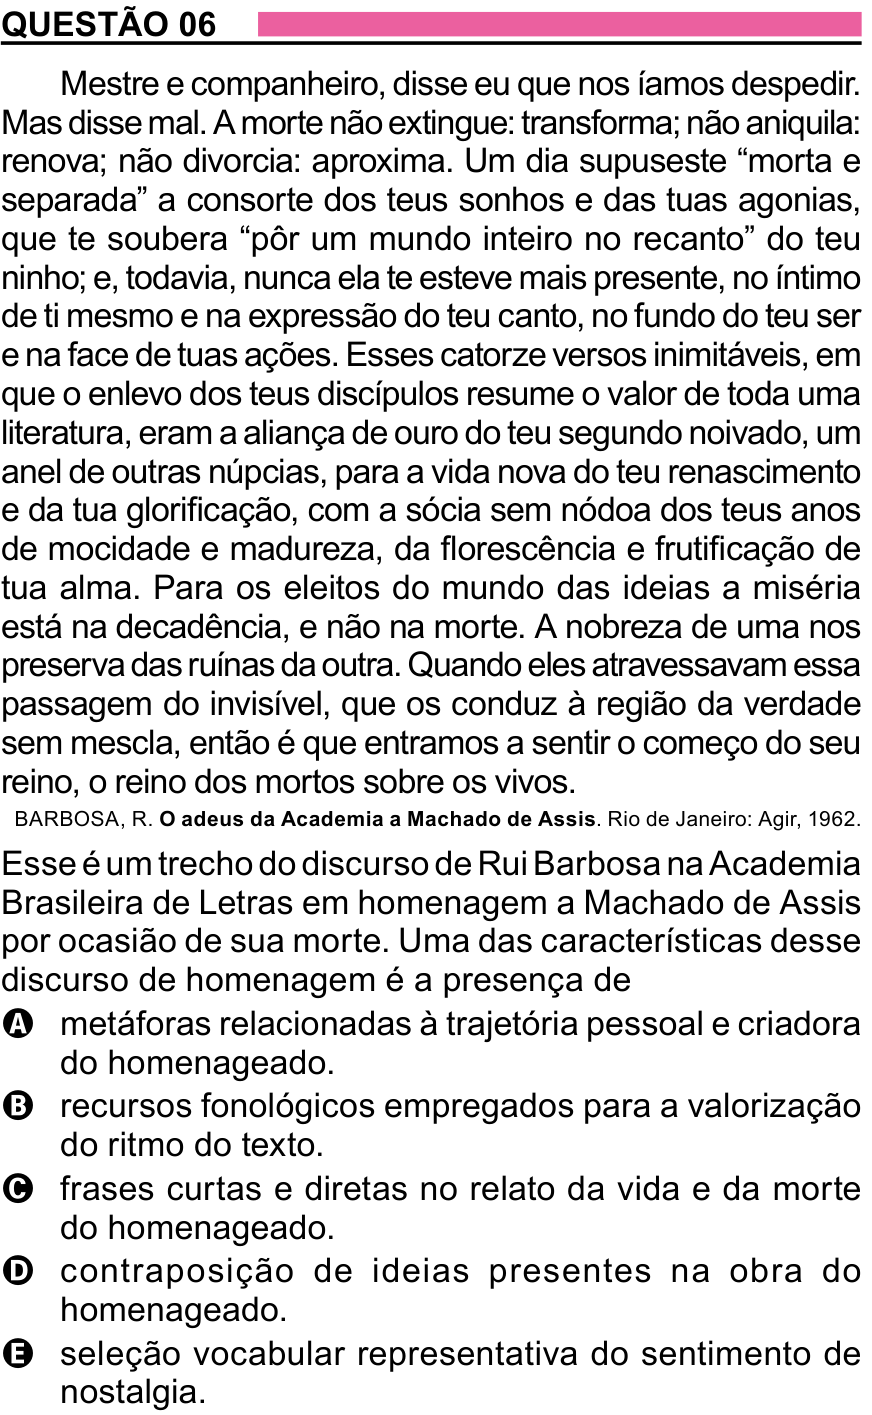 QUESTÃO 06
Mestre e companheiro, disse eu que nos íamos despedir.
Mas disse mal. A morte não extingue: transforma; não aniquila:
renova; não divorcia: aproxima. Um dia supuseste “morta e
separada” a consorte dos teus sonhos e das tuas agonias,
que te soubera “pôr um mundo inteiro no recanto” do teu
ninho; e, todavia, nunca ela te esteve mais presente, no íntimo
de ti mesmo e na expressão do teu canto, no fundo do teu ser
e na face de tuas ações. Esses catorze versos inimitáveis, em
que o enlevo dos teus discípulos resume o valor de toda uma
literatura, eram a aliança de ouro do teu segundo noivado, um
anel de outras núpcias, para a vida nova do teu renascimento
e da tua glorificação, com a sócia sem nódoa dos teus anos
de mocidade e madureza, da florescência e frutificação de
tua alma. Para os eleitos do mundo das ideias a miséria
está na decadência, e não na morte. A nobreza de uma nos
preserva das ruínas da outra. Quando eles atravessavam essa
passagem do invisível, que os conduz à região da verdade
sem mescla, então é que entramos a sentir o começo do seu
reino, o reino dos mortos sobre os vivos.
BARBOSA, R. O adeus da Academia a Machado de Assis. Rio de Janeiro: Agir, 1962.
Esse é um trecho do discurso de Rui Barbosa na Academia
Brasileira de Letras em homenagem a Machado de Assis
por ocasião de sua morte. Uma das características desse
discurso de homenagem é a presença de
A metáforas relacionadas à trajetória pessoal e criadora
do homenageado.
B recursos fonológicos empregados para a valorização
do ritmo do texto.
C frases curtas e diretas no relato da vida e da morte
do homenageado.
D contraposição de ideias presentes na obra do
homenageado.
E seleção vocabular representativa do sentimento de
nostalgia.